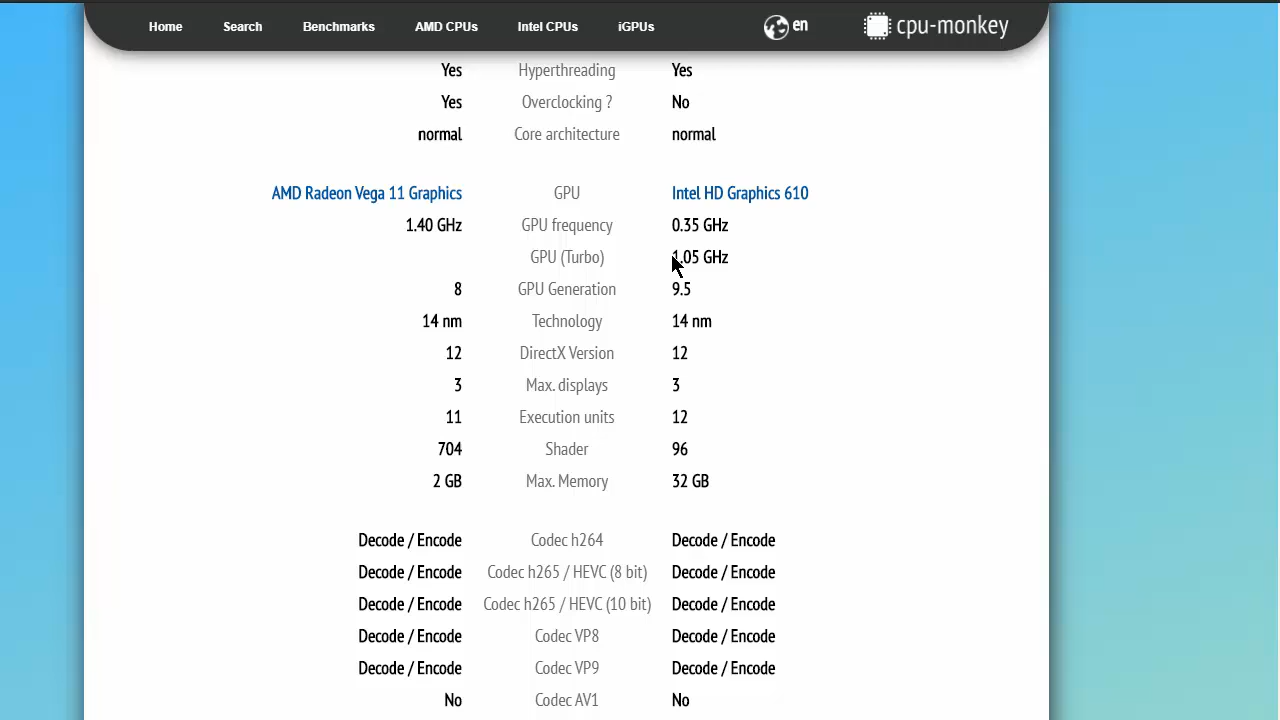 Home Search Benchmarks AMD CPUs Intel CPUs iGPUs en cpu-monkey
Yes Hyperthreading Yes
Yes Overclocking ? No
normal Core architecture normal
AMD Radeon Vega 11 Graphics GPU Intel HD Graphics 610
1.40 GHz GPU frequency 0.35 GHz
GPU (Turbo) 1.05 GHz
8 GPU Generation 9.5
14 nm Technology 14 nm
12 DirectX Version 12
3 Max. displays 3
11 Execution units 12
704 Shader 96
2 GB Max. Memory 32 GB
Decode / Encode Codec h264 Decode / Encode
Decode / Encode Codec h265 / HEVC (8 bit) Decode / Encode
Decode / Encode Codec h265 / HEVC (10 bit) Decode / Encode
Decode / Encode Codec VP8 Decode / Encode
Decode / Encode Codec VP9 Decode / Encode
No Codec AV1 No